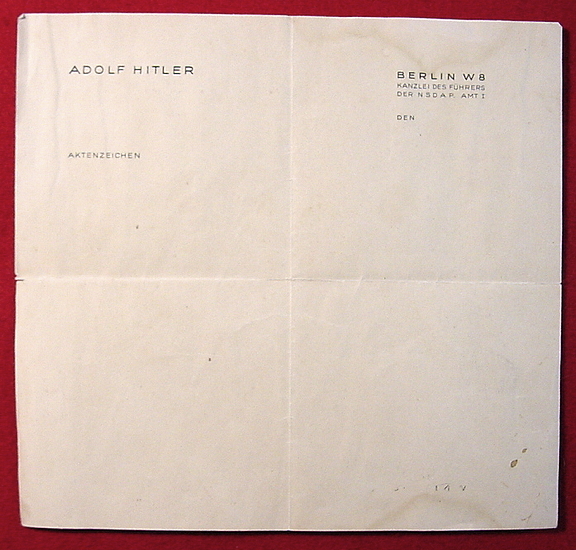 ADOLF HITLER
BERLIN W 8
KANZLEI DES FÜHRERS
DER N.S.D.A.P. AMT I
DEN
AKTENZEICHEN